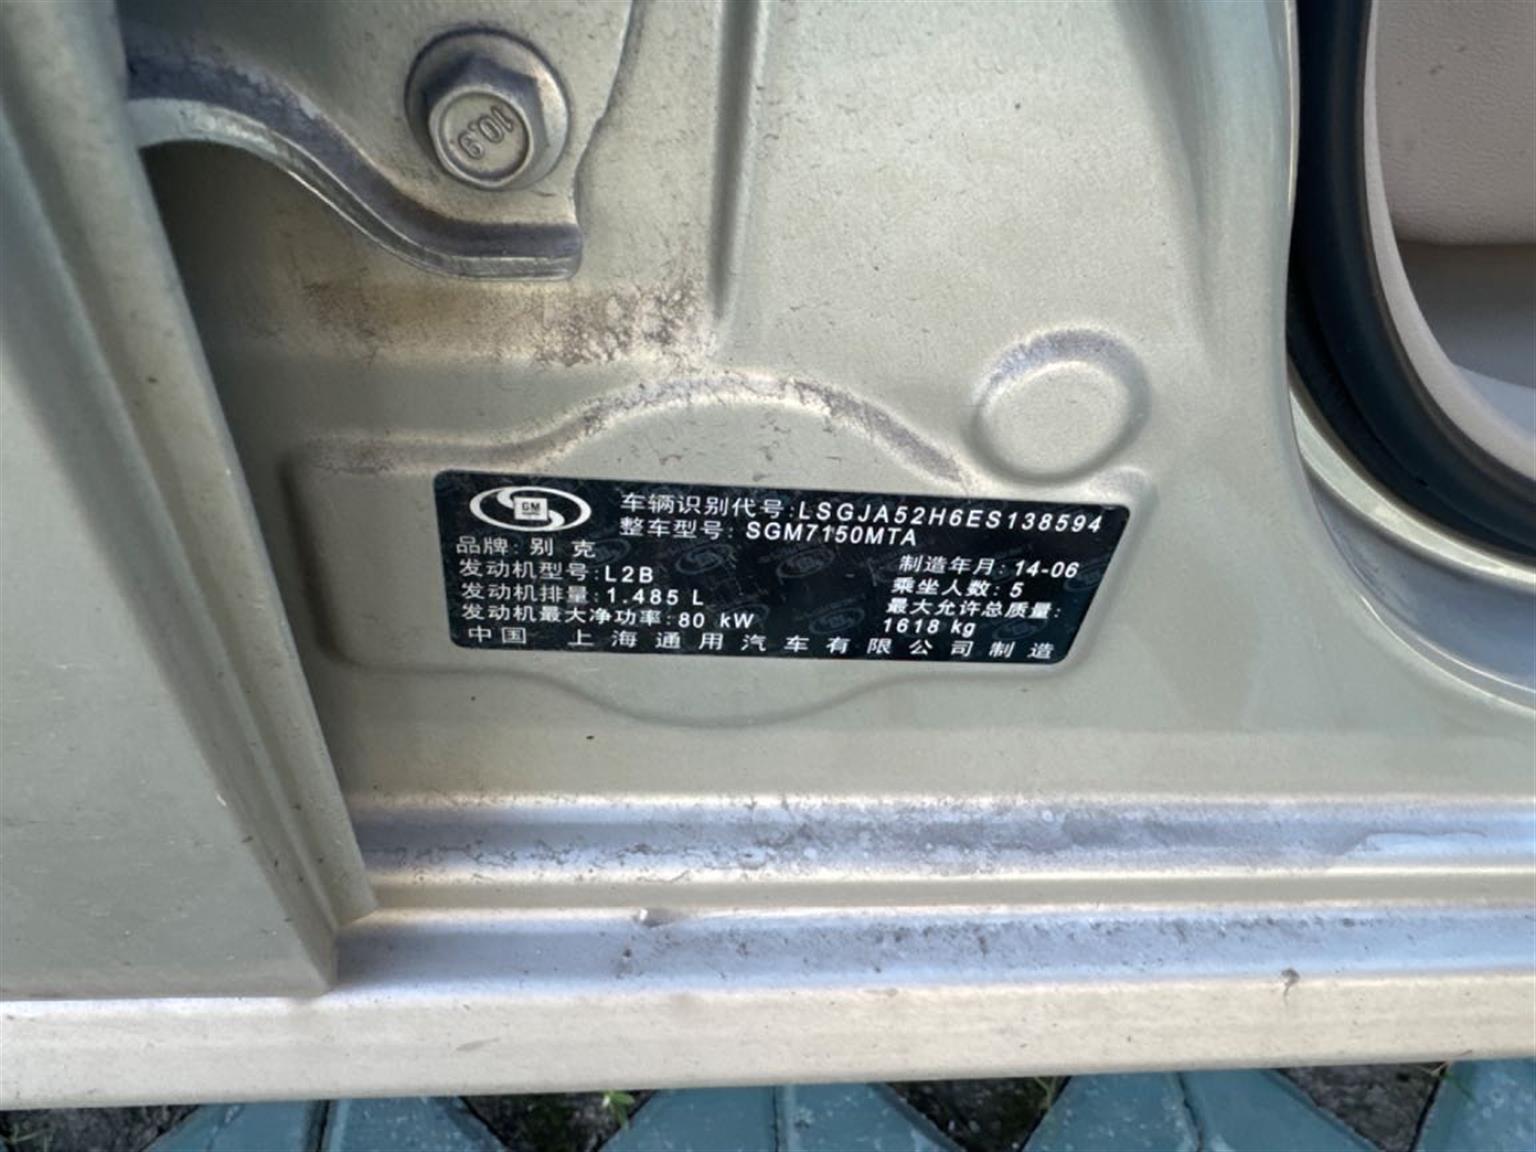 10.9
GM
车辆识别代号:LSGJA52H6ES138594
整车型号: SGM7150MTA
品牌: 别 克
制造年月: 14-06
发动机型号: L2B
乘坐人数: 5
发动机排量: 1.485 L
最大允许总质量:
1618 kg
发动机最大净功率: 80 kW
中国 上海通用汽车有限公司制造